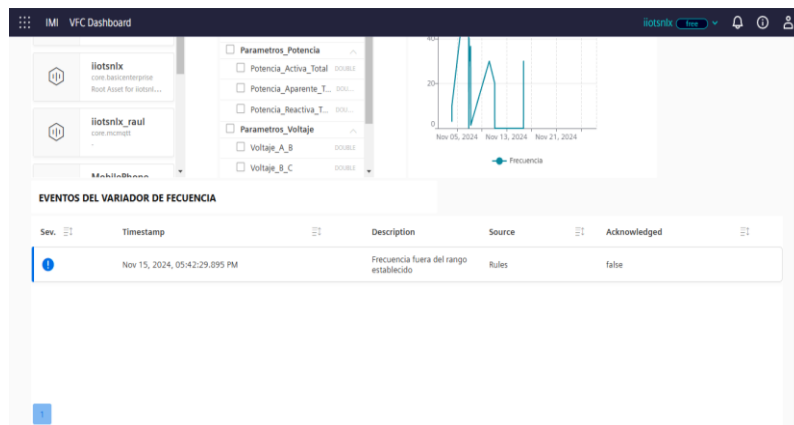 IMI VFC Dashboard
iiotsnlx free
iiotsnlx
core.basicenterprise
Root Asset for iiotsnl...
iiotsnlx_raul
core.mcmqtt
-
MobilePhone
Parametros_Potencia
Potencia_Activa_Total DOUBLE
Potencia_Aparente_T... DOU...
Potencia_Reactiva_T... DOU...
Parametros_Voltaje
Voltaje_A_B DOUBLE
Voltaje_B_C DOUBLE
40
20
0
Nov 05, 2024 Nov 13, 2024 Nov 21, 2024
Frecuencia
EVENTOS DEL VARIADOR DE FECUENCIA
Sev. Timestamp Description Source Acknowledged
Nov 15, 2024, 05:42:29.895 PM Frecuencia fuera del rango establecido Rules false
1